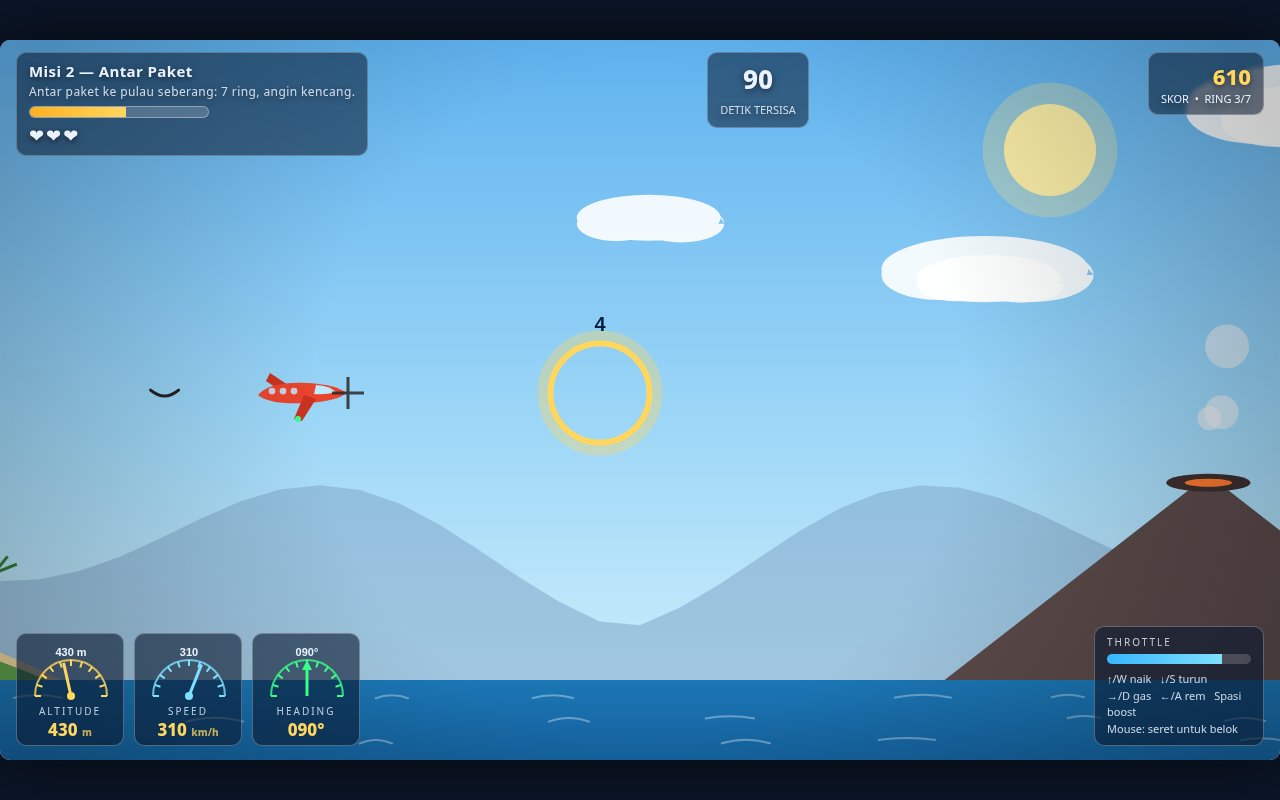 Misi 2 — Antar Paket
Antar paket ke pulau seberang: 7 ring, angin kencang.
❤❤❤
90
DETIK TERSISA
610
SKOR • RING 3/7
4
430 m
ALTITUDE
430 m
310
SPEED
310 km/h
090°
HEADING
090°
THROTTLE
↑/W naik ↓/S turun
→/D gas ←/A rem Spasi
boost
Mouse: seret untuk belok